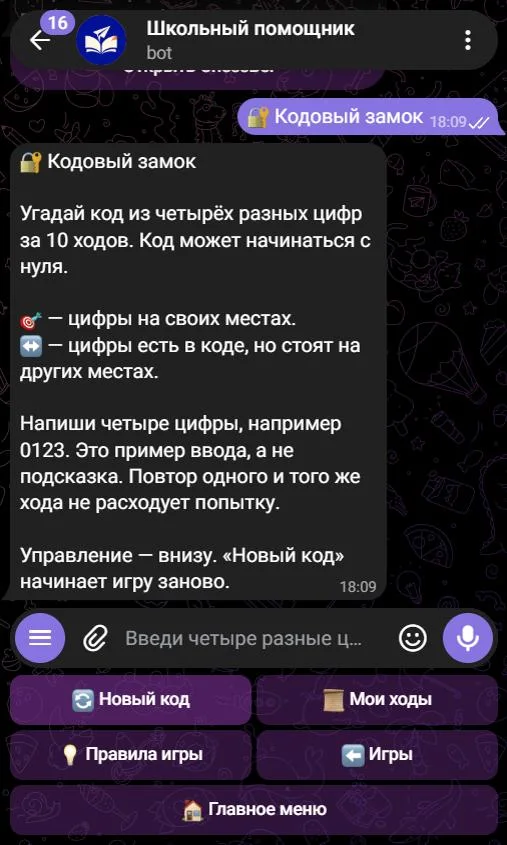 16
Школьный помощник
bot
🔐 Кодовый замок 18:09
🔐 Кодовый замок
Угадай код из четырёх разных цифр
за 10 ходов. Код может начинаться с
нуля.
🎯 — цифры на своих местах.
↔️ — цифры есть в коде, но стоят на
других местах.
Напиши четыре цифры, например
0123. Это пример ввода, а не
подсказка. Повтор одного и того же
хода не расходует попытку.
Управление — внизу. «Новый код»
начинает игру заново.
18:09
Введи четыре разные ц...
🔄 Новый код
📜 Мои ходы
💡 Правила игры
⬅️ Игры
🏠 Главное меню